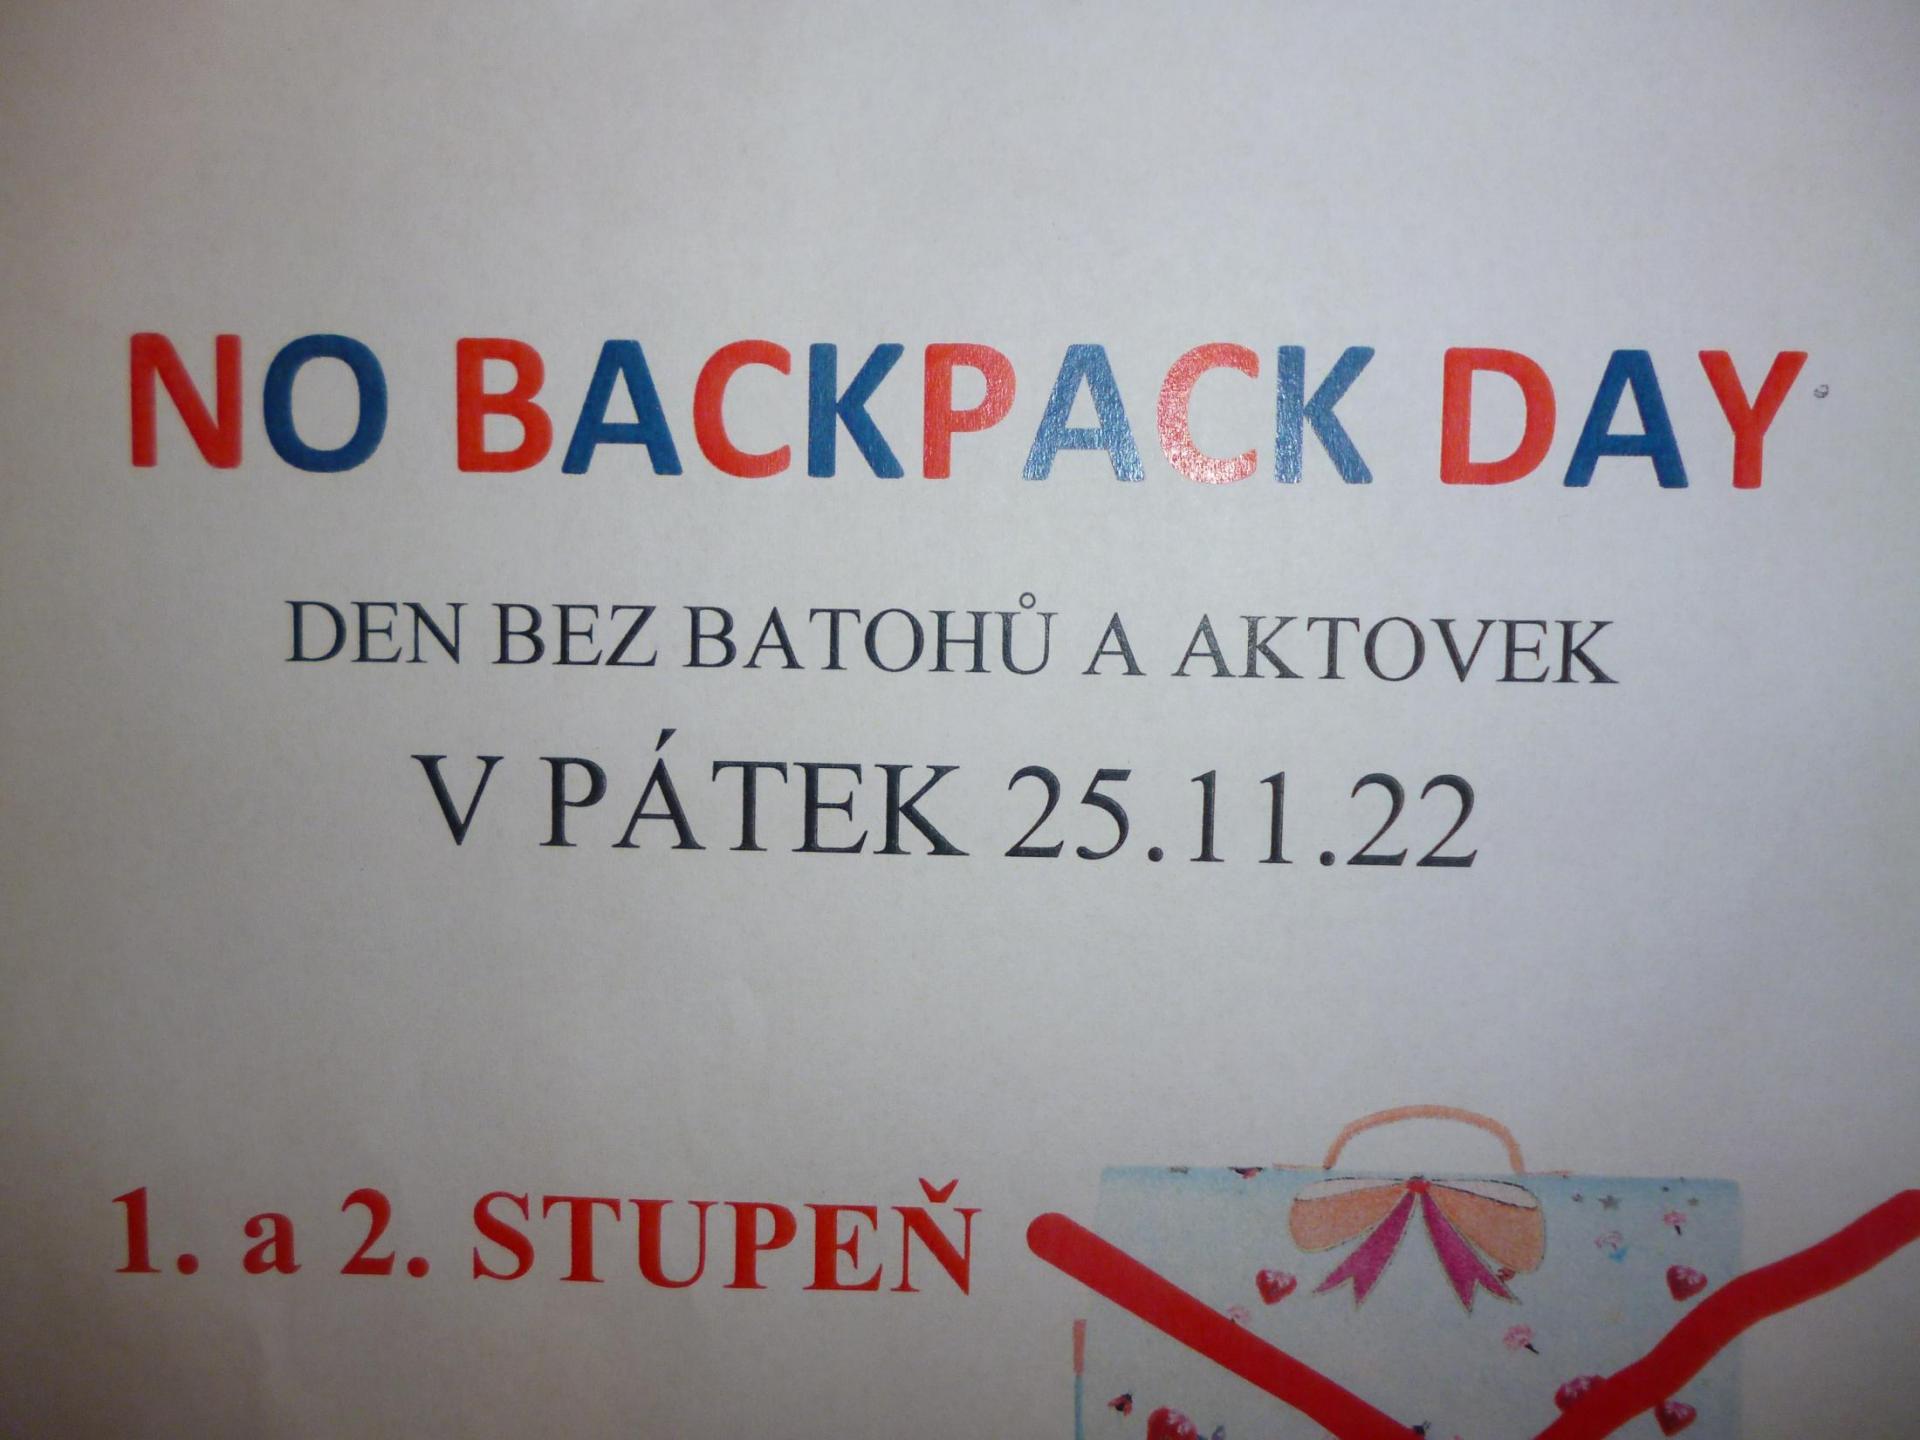 NO BACKPACK DAY
DEN BEZ BATOHŮ A AKTOVEK
V PÁTEK 25.11.22
1. a 2. STUPEŇ